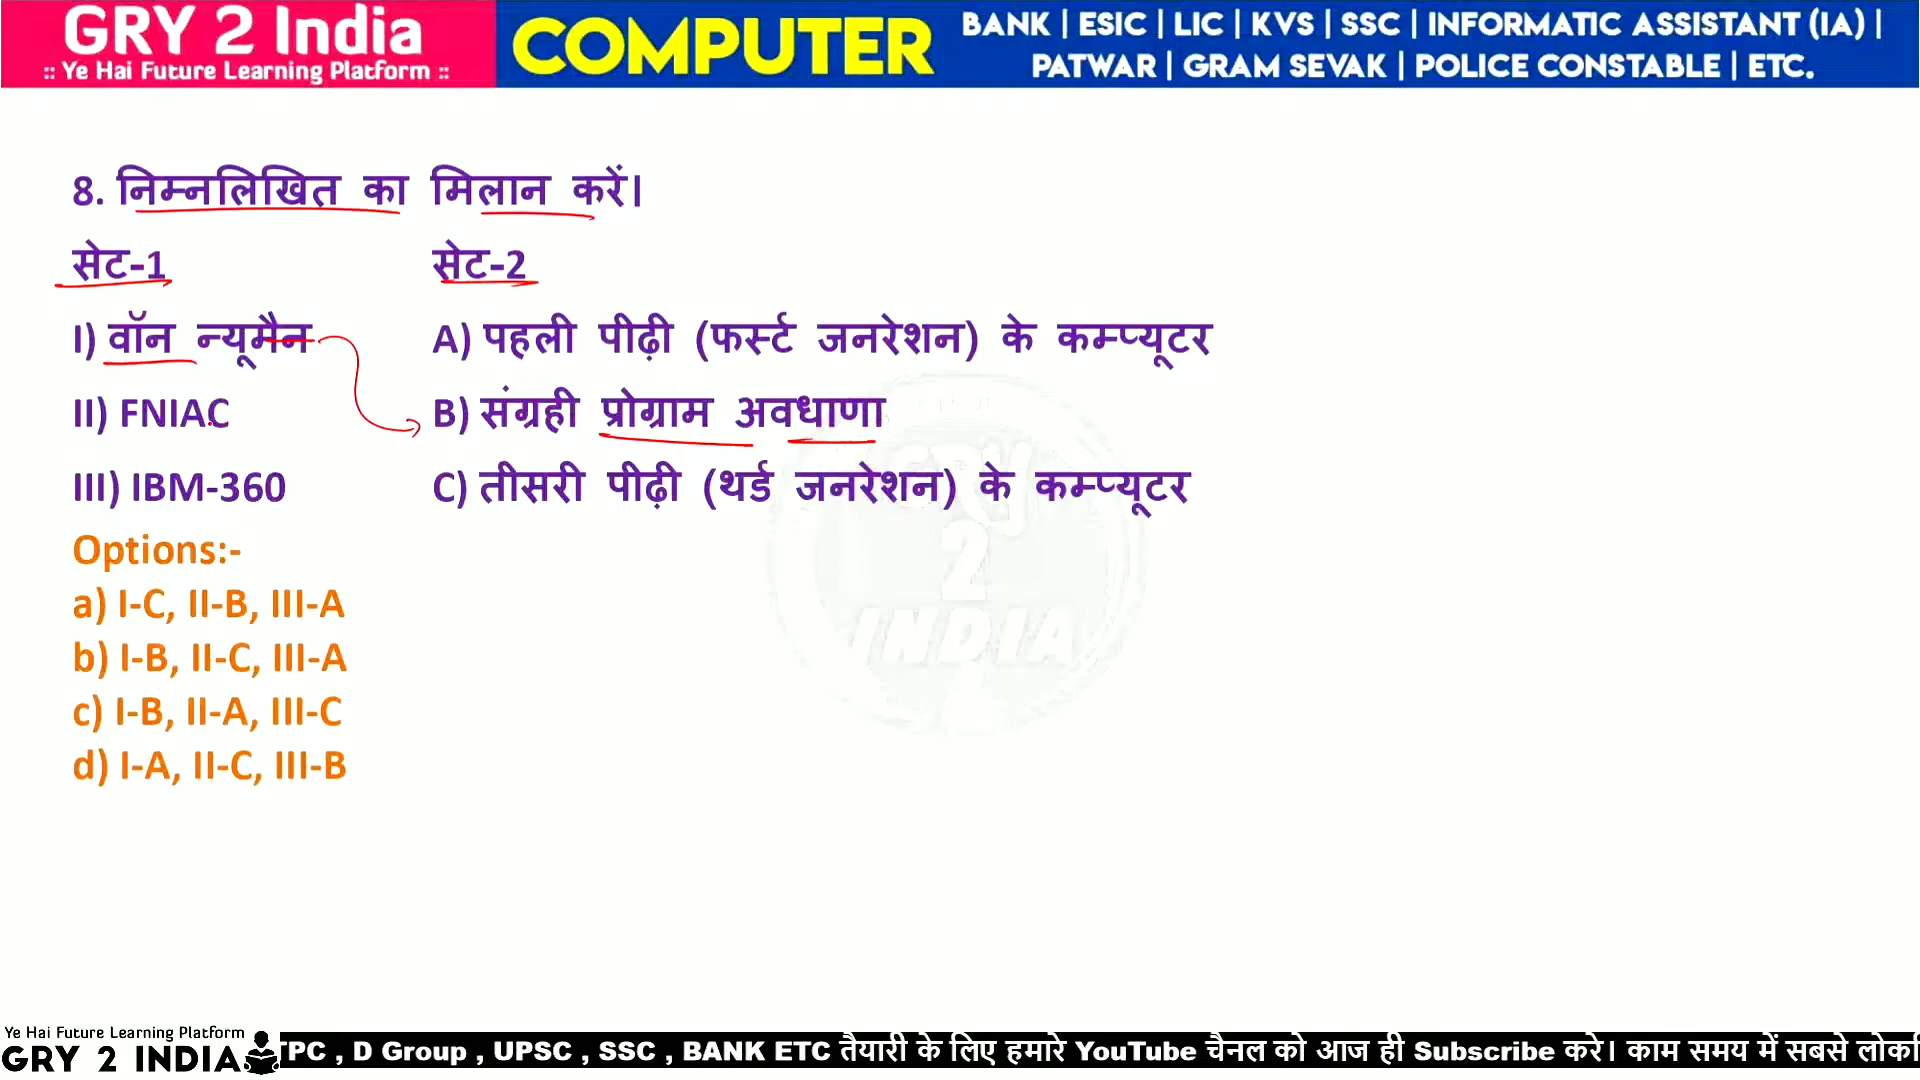 GRY 2 India
:: Ye Hai Future Learning Platform ::
COMPUTER
BANK | ESIC | LIC | KVS | SSC | INFORMATIC ASSISTANT (IA) |
PATWAR | GRAM SEVAK | POLICE CONSTABLE | ETC.
8. निम्नलिखित का मिलान करें।
सेट-1 सेट-2
I) वॉन न्यूमैन A) पहली पीढ़ी (फर्स्ट जनरेशन) के कम्प्यूटर
II) FNIAC B) संग्रही प्रोग्राम अवधाणा
III) IBM-360 C) तीसरी पीढ़ी (थर्ड जनरेशन) के कम्प्यूटर
Options:-
a) I-C, II-B, III-A
b) I-B, II-C, III-A
c) I-B, II-A, III-C
d) I-A, II-C, III-B
GRY
2
INDIA
Ye Hai Future Learning Platform
GRY 2 INDIA
TPC , D Group , UPSC , SSC , BANK ETC तैयारी के लिए हमारे YouTube चैनल को आज ही Subscribe करे। काम समय में सबसे